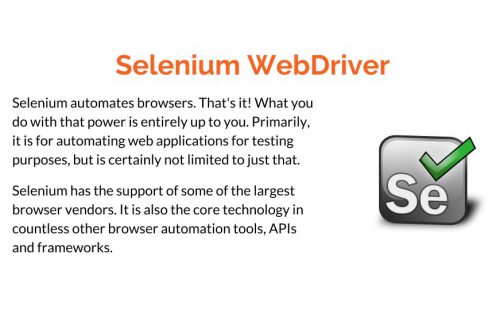 Selenium WebDriver
Selenium automates browsers. That's it! What you
do with that power is entirely up to you. Primarily,
it is for automating web applications for testing
purposes, but is certainly not limited to just that.
Selenium has the support of some of the largest
browser vendors. It is also the core technology in
countless other browser automation tools, APIs
and frameworks.
Se